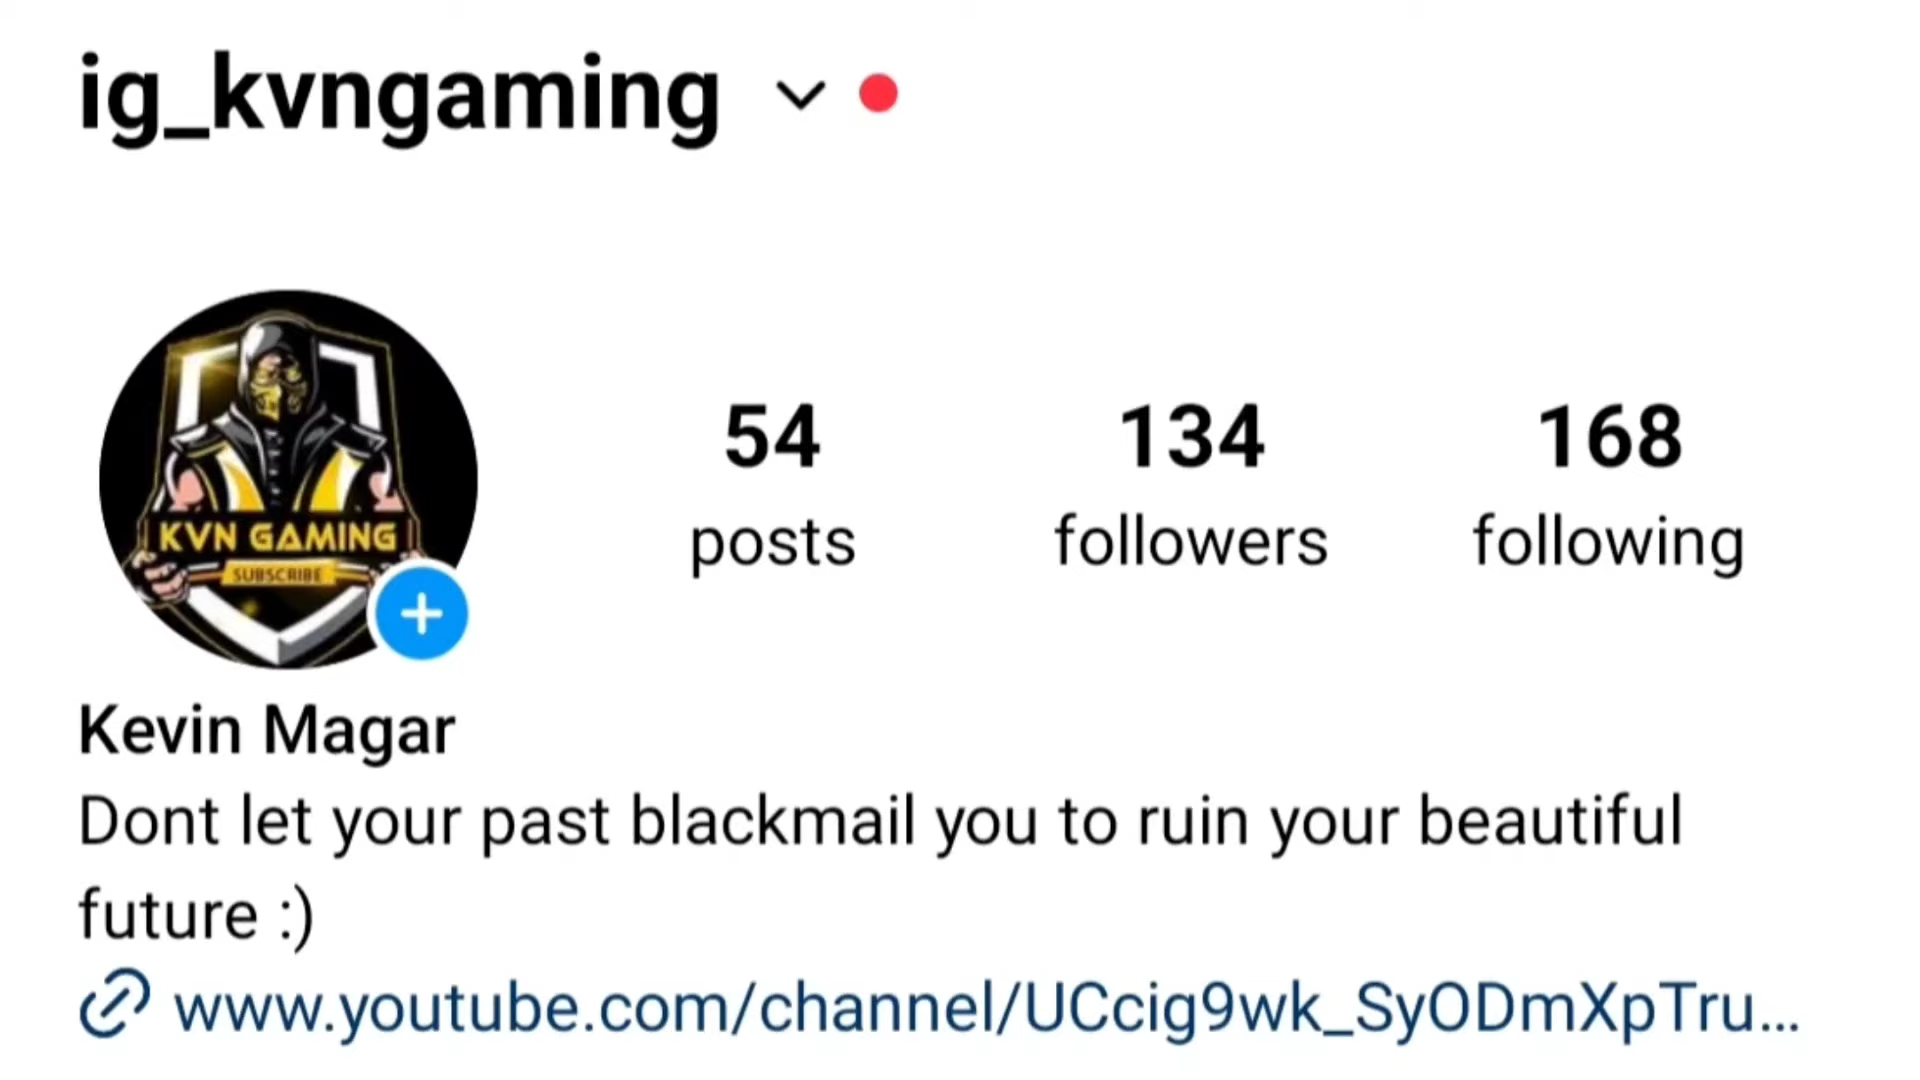 ig_kvngaming
KVN GAMING
SUBSCRIBE
54 134 168
posts followers following
Kevin Magar
Dont let your past blackmail you to ruin your beautiful
future :)
www.youtube.com/channel/UCcig9wk_SyODmXpTru...